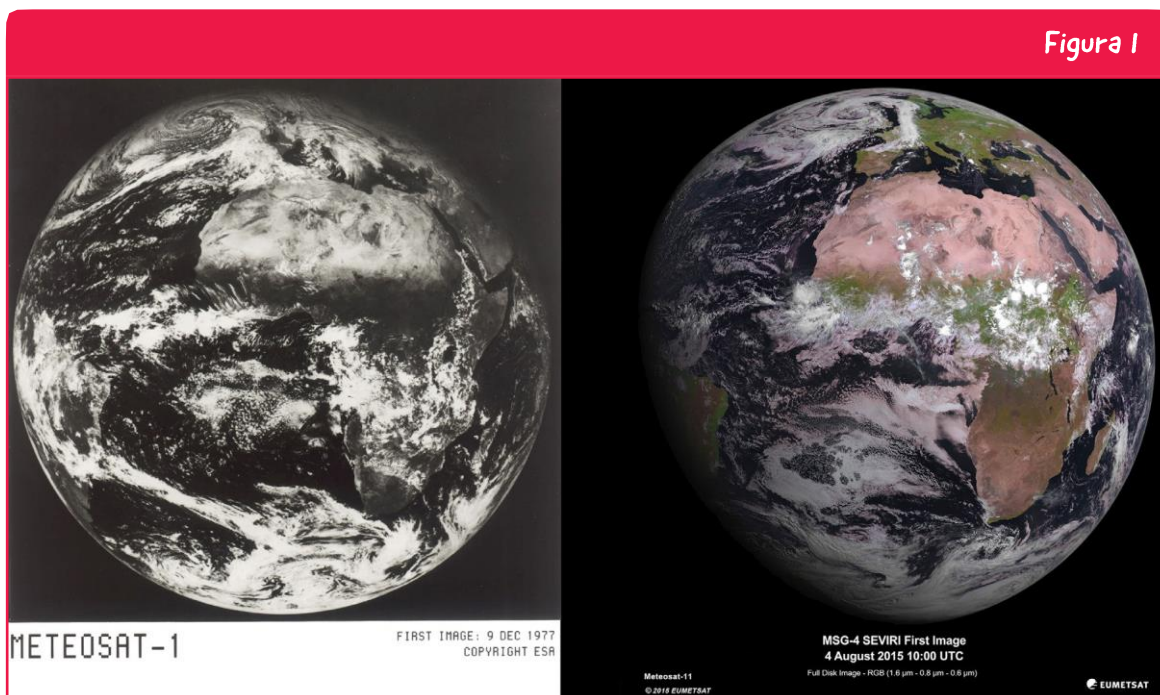 Figura 1
METEOSAT-1
FIRST IMAGE: 9 DEC 1977
COPYRIGHT ESA
MSG-4 SEVIRI First Image
4 August 2015 10:00 UTC
Full Disk Image - RGB (1.6 µm - 0.8 µm - 0.6 µm)
Meteosat-11
© 2015 EUMETSAT
EUMETSAT